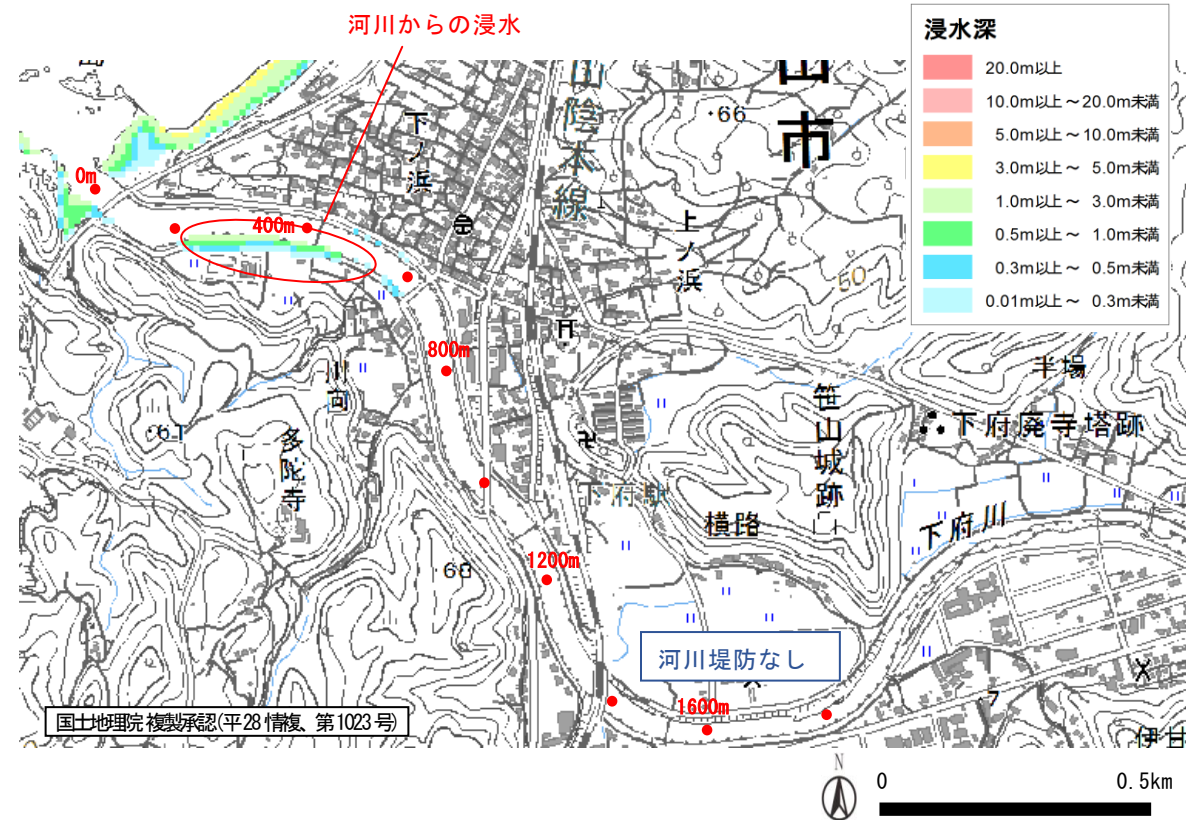 河川からの浸水
浸水深
20.0m以上
10.0m以上~20.0m未満
5.0m以上~10.0m未満
3.0m以上~ 5.0m未満
1.0m以上~ 3.0m未満
0.5m以上~ 1.0m未満
0.3m以上~ 0.5m未満
0.01m以上~ 0.3m未満
山陰本線
市
・66
下ノ浜
0m
400m
上ノ浜
50
800m
川向
半場
・61
多陀寺
笹山城跡
下府廃寺塔跡
下府駅
横路
下府川
1200m
・68
河川堤防なし
1600m
7
国土地理院 複製承認(平28情複、第1023号)
伊甘
N
0
0.5km